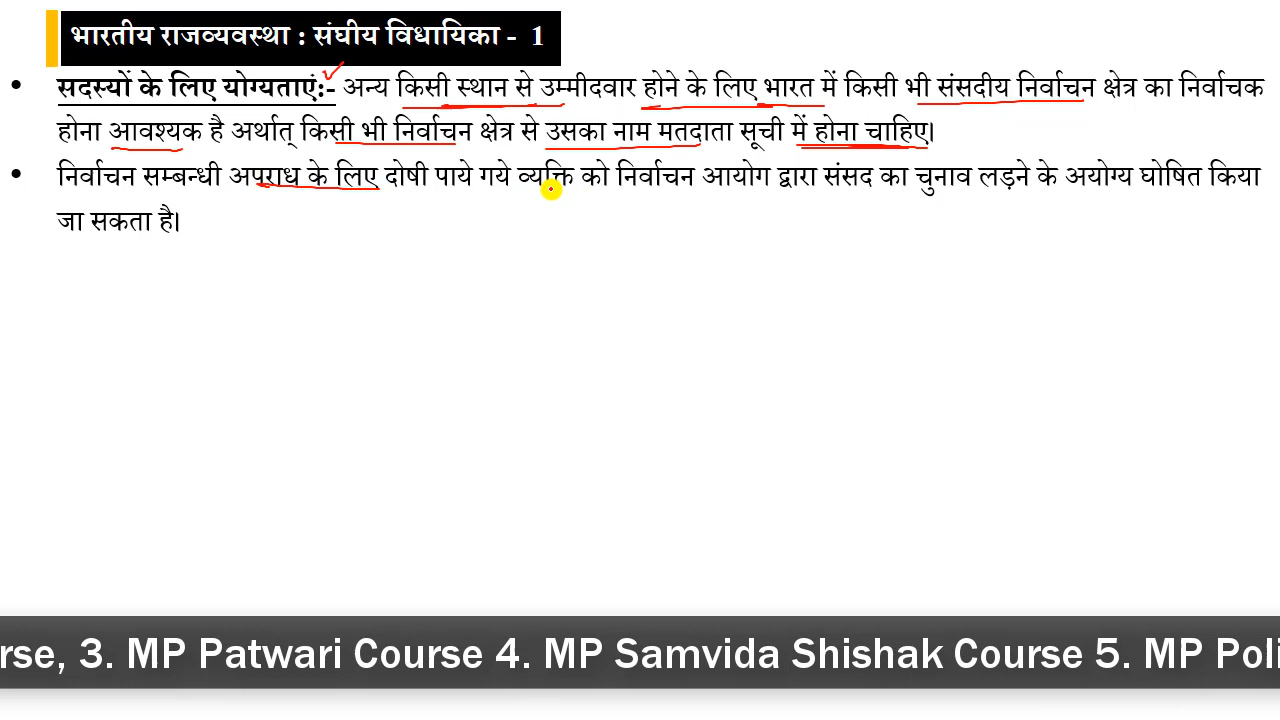 भारतीय राजव्यवस्था : संघीय विधायिका - 1
• सदस्यों के लिए योग्यताएं:- अन्य किसी स्थान से उम्मीदवार होने के लिए भारत में किसी भी संसदीय निर्वाचन क्षेत्र का निर्वाचक
होना आवश्यक है अर्थात् किसी भी निर्वाचन क्षेत्र से उसका नाम मतदाता सूची में होना चाहिए।
• निर्वाचन सम्बन्धी अपराध के लिए दोषी पाये गये व्यक्ति को निर्वाचन आयोग द्वारा संसद का चुनाव लड़ने के अयोग्य घोषित किया
जा सकता है।
rse, 3. MP Patwari Course 4. MP Samvida Shishak Course 5. MP Poli